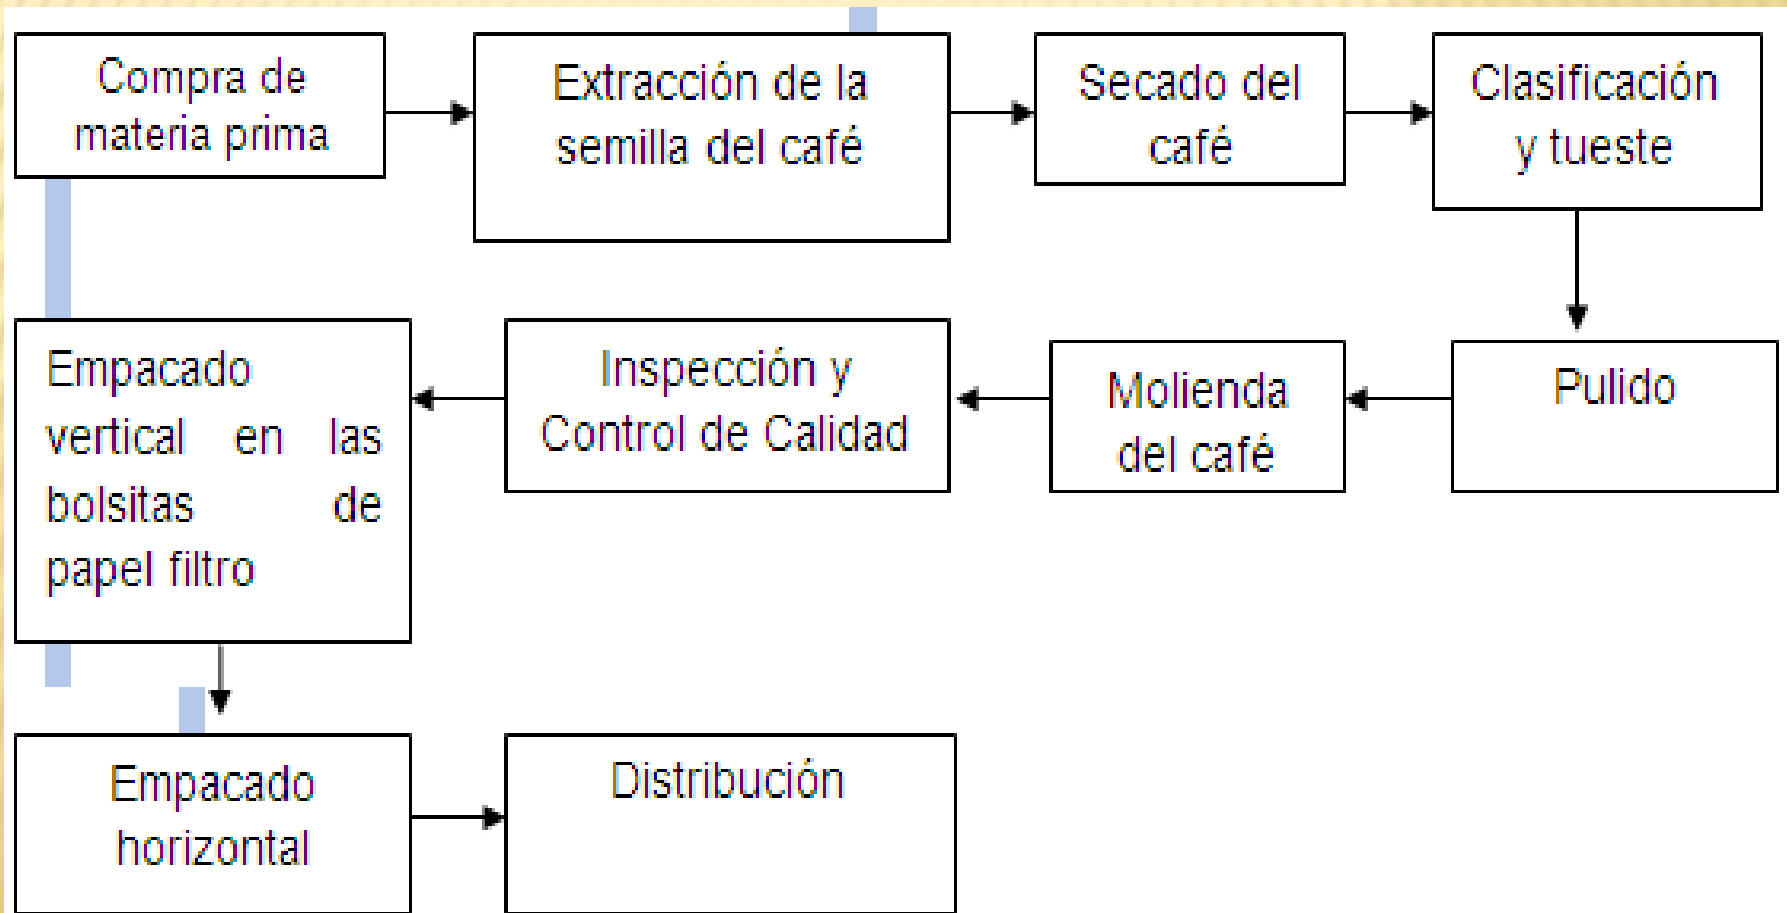 Compra de
materia prima
Extracción de la
semilla del café
Secado del
café
Clasificación
y tueste
Pulido
Molienda
del café
Inspección y
Control de Calidad
Empacado
vertical en las
bolsitas de
papel filtro
Empacado
horizontal
Distribución